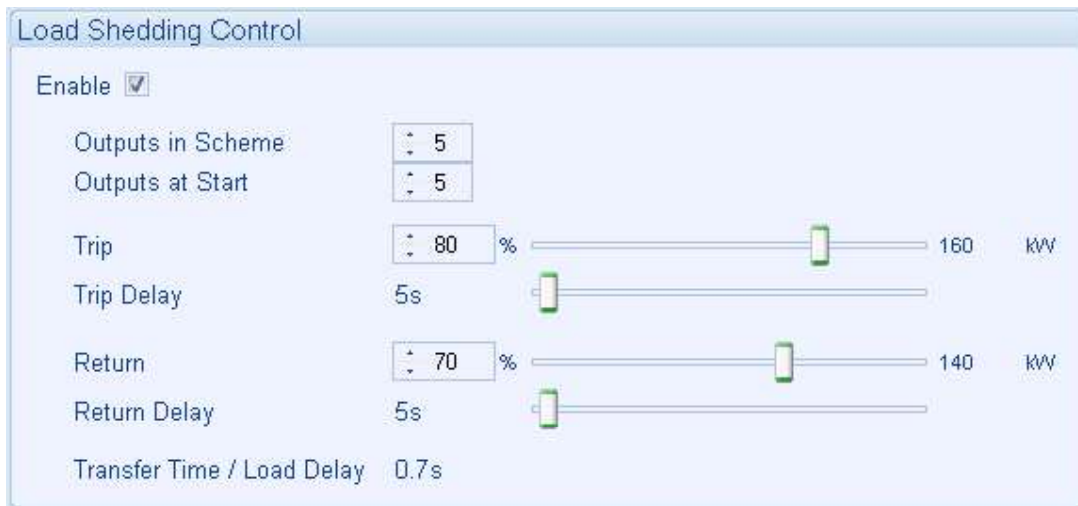 Load Shedding Control
Enable
Outputs in Scheme 5
Outputs at Start 5
Trip 80 % 160 kW
Trip Delay 5s
Return 70 % 140 kW
Return Delay 5s
Transfer Time / Load Delay 0.7s